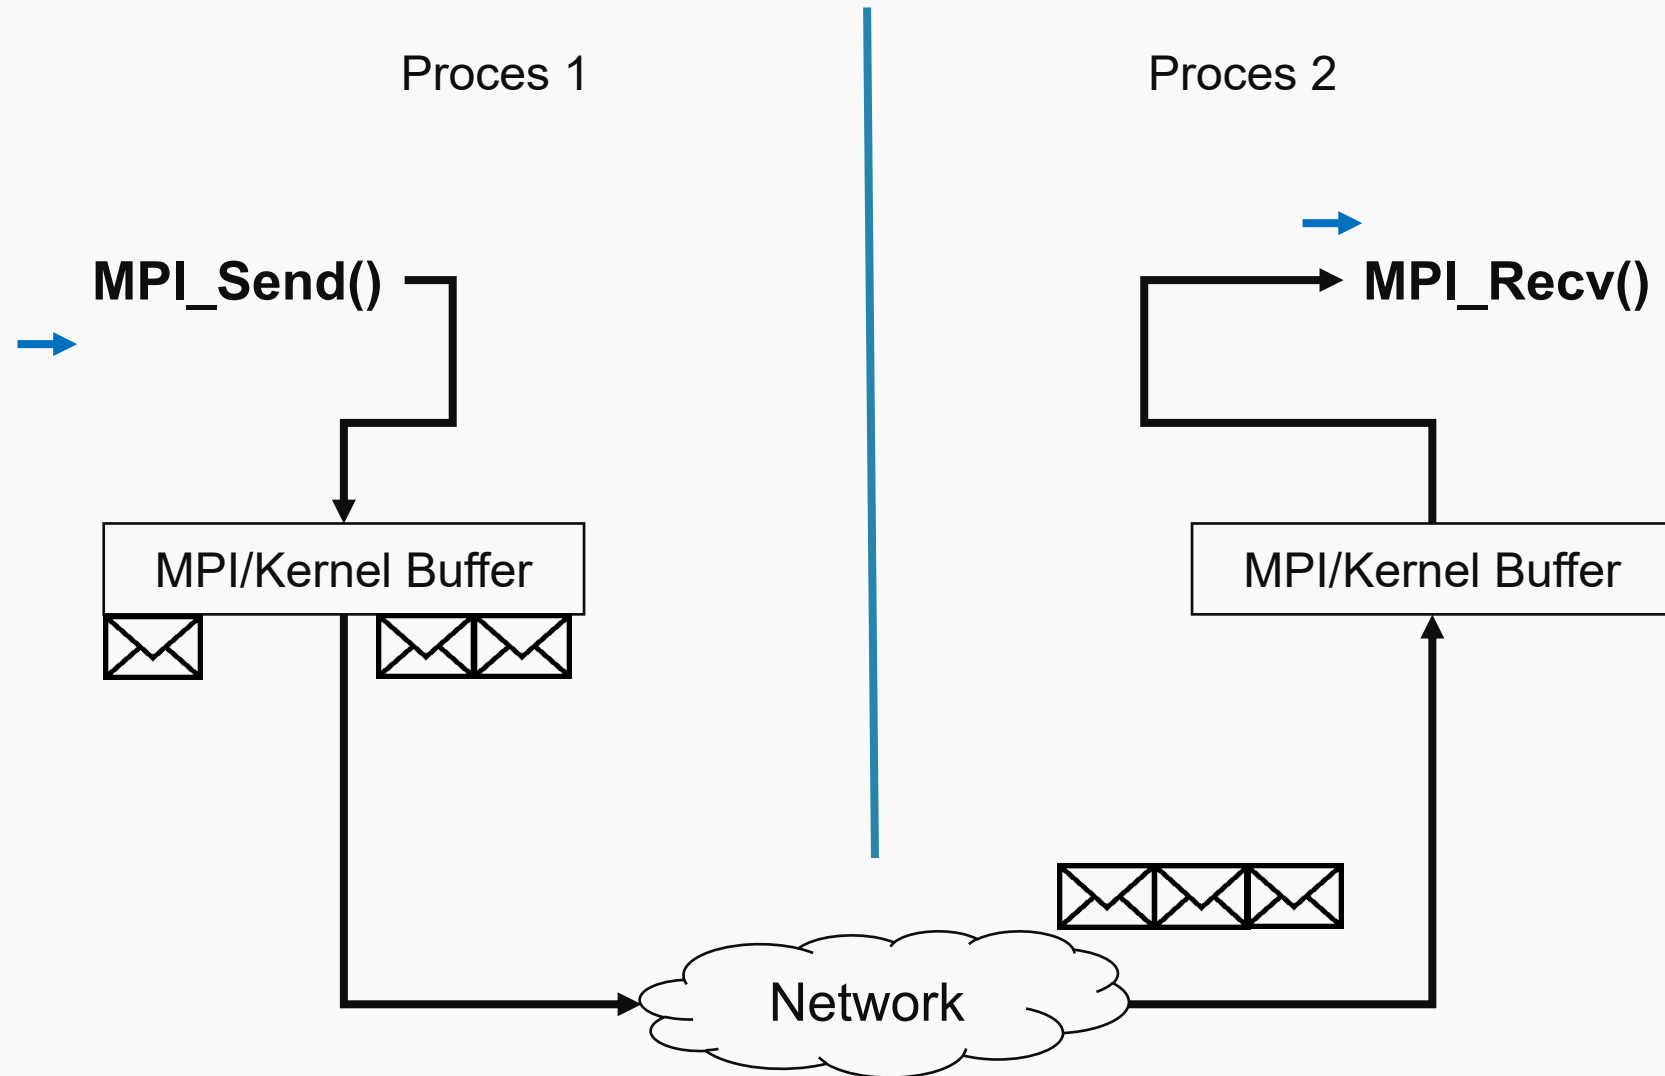 Proces 1
Proces 2
MPI_Send()
MPI_Recv()
MPI/Kernel Buffer
MPI/Kernel Buffer
Network